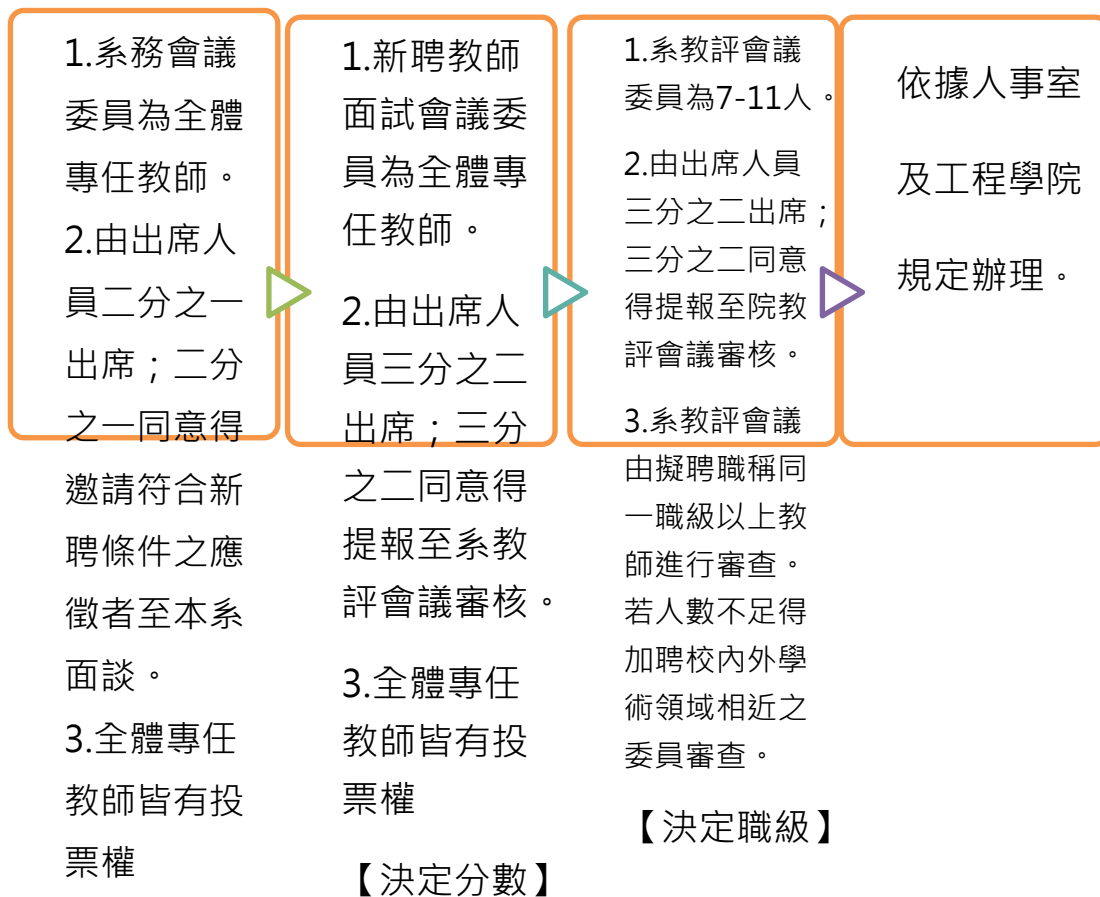 1.系務會議
委員為全體
專任教師。
2.由出席人
員二分之一
出席；二分
之一同意得
邀請符合新
聘條件之應
徵者至本系
面談。
3.全體專任
教師皆有投
票權
1.新聘教師
面試會議委
員為全體專
任教師。
2.由出席人
員三分之二
出席；三分
之二同意得
提報至系教
評會議審核。
3.全體專任
教師皆有投
票權
【決定分數】
1.系教評會議
委員為7-11人。
2.由出席人員
三分之二出席；
三分之二同意
得提報至院教
評會議審核。
3.系教評會議
由擬聘職稱同
一職級以上教
師進行審查。
若人數不足得
加聘校內外學
術領域相近之
委員審查。
【決定職級】
依據人事室
及工程學院
規定辦理。